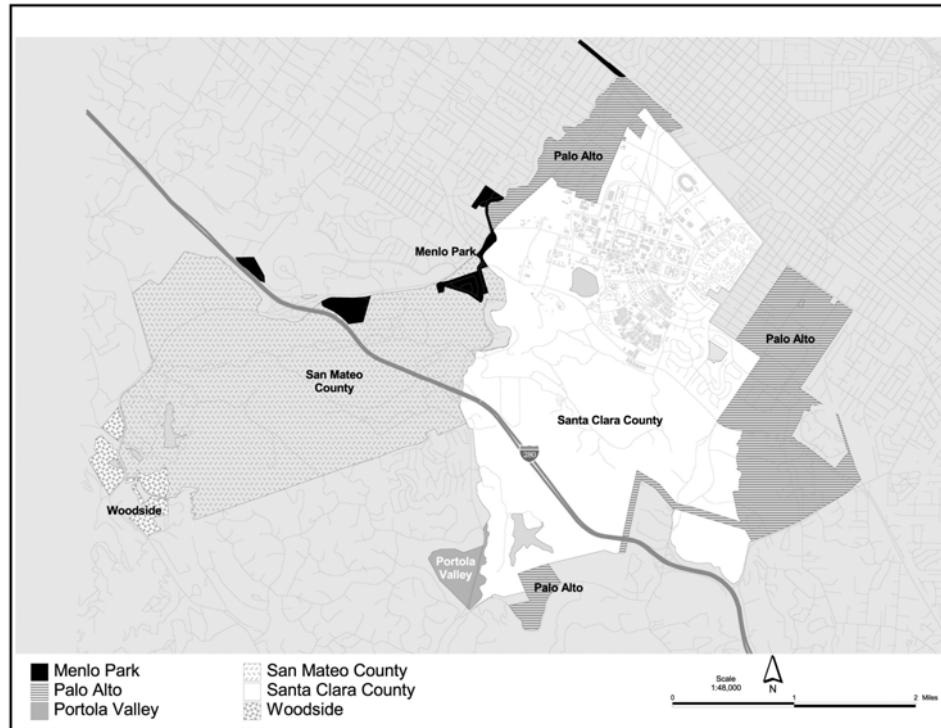 Palo Alto
Menlo Park
Palo Alto
San Mateo
County
Santa Clara County
280
Woodside
Portola
Valley
Palo Alto
Menlo Park
Palo Alto
Portola Valley
San Mateo County
Santa Clara County
Woodside
Scale
1:48,000
N
0 1 2 Miles